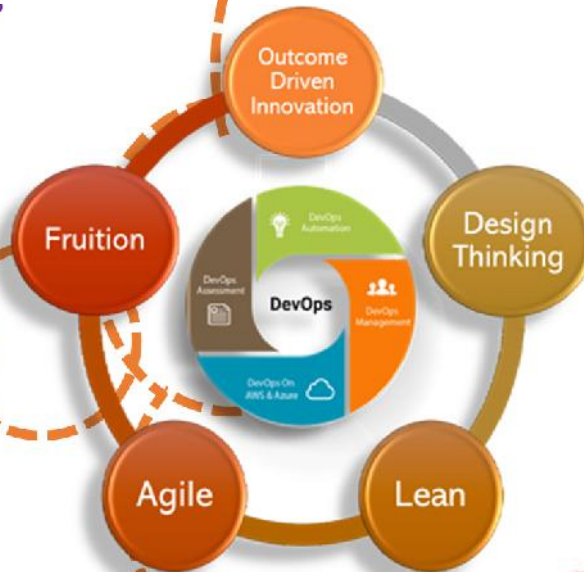 Outcome
Driven
Innovation
Design
Thinking
Lean
Agile
Fruition
DevOps
Automation
DevOps
Management
DevOps On
AWS & Azure
DevOps
Assessment
DevOps